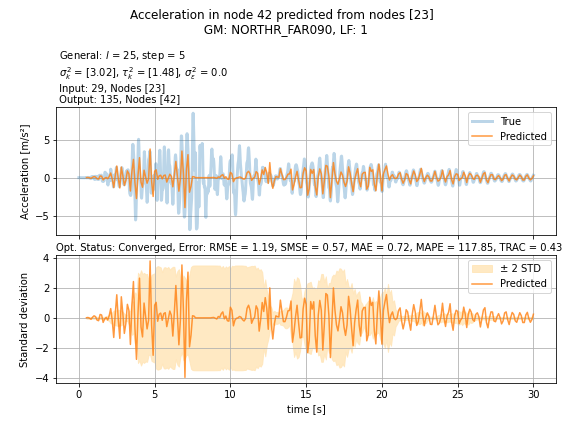 Acceleration in node 42 predicted from nodes [23]
GM: NORTHR_FAR090, LF: 1
General: l = 25, step = 5
σ²ₖ = [3.02], τ²ₖ = [1.48], σ²ₑ = 0.0
Input: 29, Nodes [23]
Output: 135, Nodes [42]
Acceleration [m/s²]
5
0
−5
True
Predicted
Opt. Status: Converged, Error: RMSE = 1.19, SMSE = 0.57, MAE = 0.72, MAPE = 117.85, TRAC = 0.43
Standard deviation
4
2
0
−2
−4
± 2 STD
Predicted
0 5 10 15 20 25 30
time [s]